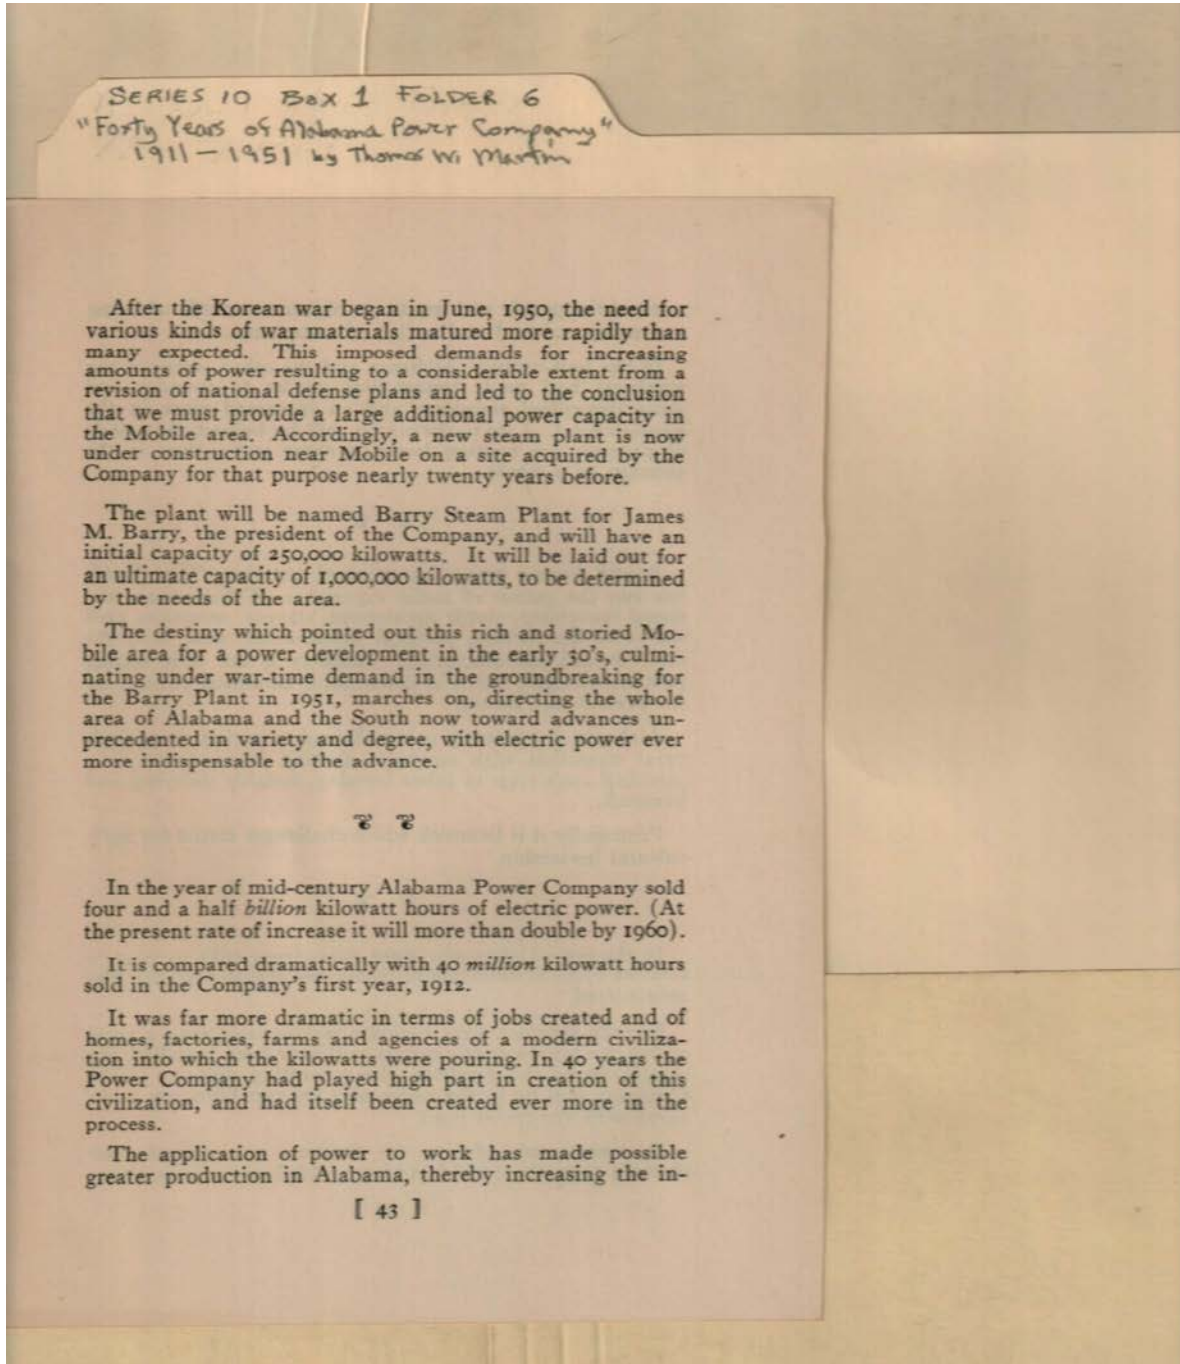 SERIES 10 BOX 1 FOLDER 6
"Forty Years of Alabama Power Company"
1911-1951 by Thomas W. Martin
After the Korean war began in June, 1950, the need for
various kinds of war materials matured more rapidly than
many expected. This imposed demands for increasing
amounts of power resulting to a considerable extent from a
revision of national defense plans and led to the conclusion
that we must provide a large additional power capacity in
the Mobile area. Accordingly, a new steam plant is now
under construction near Mobile on a site acquired by the
Company for that purpose nearly twenty years before.
The plant will be named Barry Steam Plant for James
M. Barry, the president of the Company, and will have an
initial capacity of 250,000 kilowatts. It will be laid out for
an ultimate capacity of 1,000,000 kilowatts, to be determined
by the needs of the area.
The destiny which pointed out this rich and storied Mo-
bile area for a power development in the early 30's, culmi-
nating under war-time demand in the groundbreaking for
the Barry Plant in 1951, marches on, directing the whole
area of Alabama and the South now toward advances un-
precedented in variety and degree, with electric power ever
more indispensable to the advance.
In the year of mid-century Alabama Power Company sold
four and a half billion kilowatt hours of electric power. (At
the present rate of increase it will more than double by 1960).
It is compared dramatically with 40 million kilowatt hours
sold in the Company's first year, 1912.
It was far more dramatic in terms of jobs created and of
homes, factories, farms and agencies of a modern civiliza-
tion into which the kilowatts were pouring. In 40 years the
Power Company had played high part in creation of this
civilization, and had itself been created ever more in the
process.
The application of power to work has made possible
greater production in Alabama, thereby increasing the in-
[ 43 ]